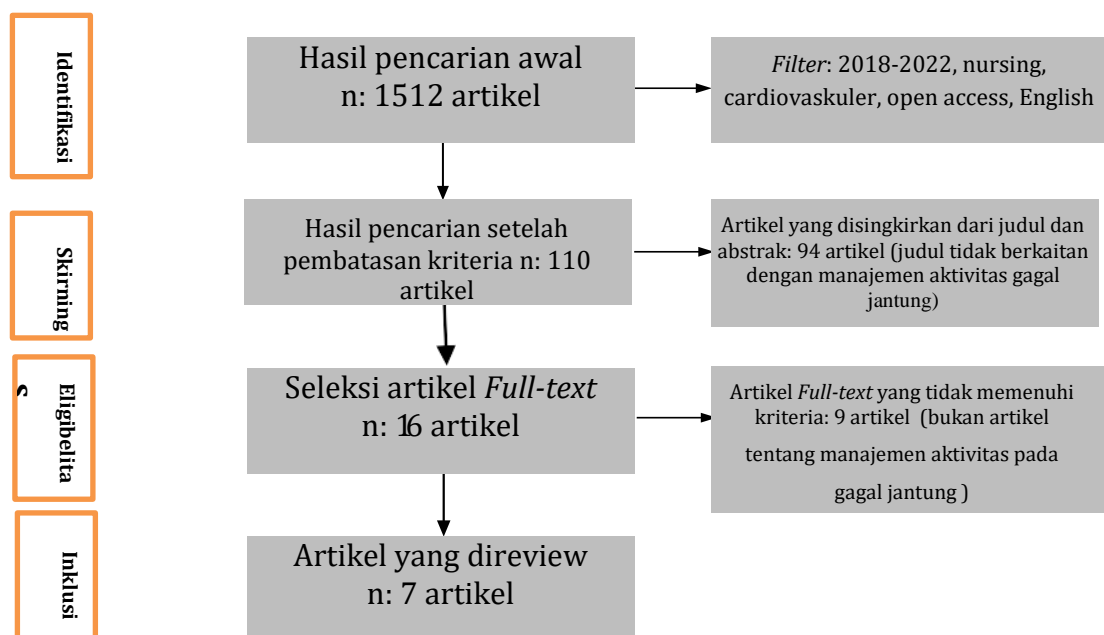 Identifikasi
Hasil pencarian awal
n: 1512 artikel
Filter: 2018-2022, nursing,
cardiovaskuler, open access, English
Skirning
Hasil pencarian setelah
pembatasan kriteria n: 110
artikel
Artikel yang disingkirkan dari judul dan
abstrak: 94 artikel (judul tidak berkaitan
dengan manajemen aktivitas gagal
jantung)
Eligibelita
s
Seleksi artikel Full-text
n: 16 artikel
Artikel Full-text yang tidak memenuhi
kriteria: 9 artikel (bukan artikel
tentang manajemen aktivitas pada
gagal jantung )
Inklusi
Artikel yang direview
n: 7 artikel